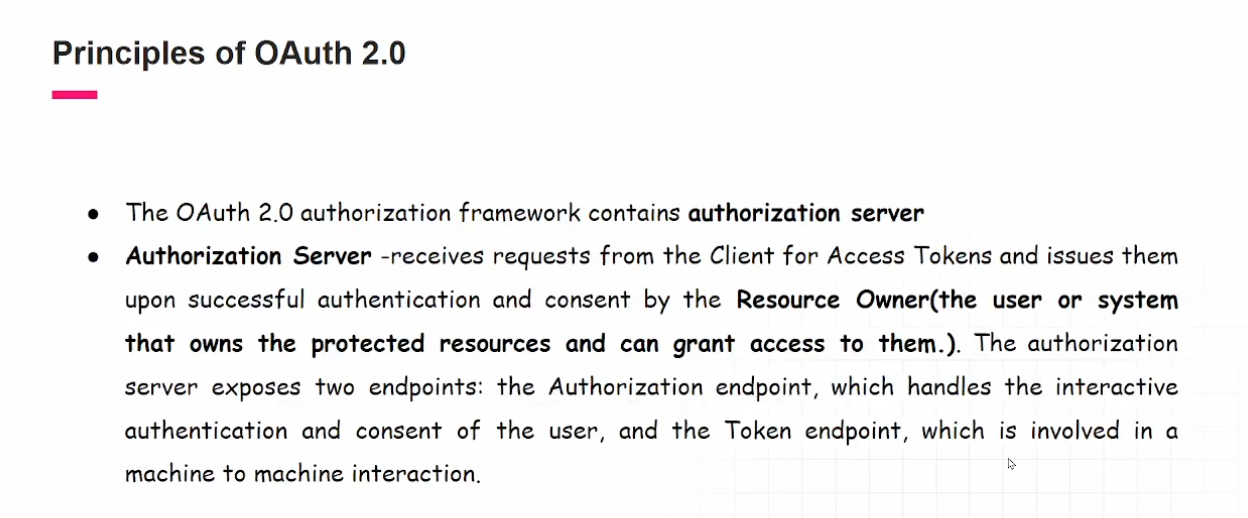 Principles of OAuth 2.0
● The OAuth 2.0 authorization framework contains authorization server
● Authorization Server -receives requests from the Client for Access Tokens and issues them
upon successful authentication and consent by the Resource Owner(the user or system
that owns the protected resources and can grant access to them.). The authorization
server exposes two endpoints: the Authorization endpoint, which handles the interactive
authentication and consent of the user, and the Token endpoint, which is involved in a
machine to machine interaction.